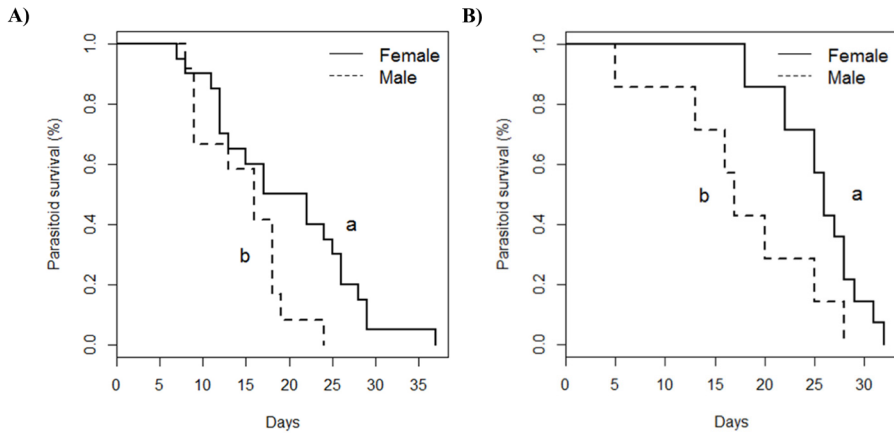 A)
Parasitoid survival (%)
1.0
0.8
0.6
0.4
0.2
0.0
Female
Male
a
b
0 5 10 15 20 25 30 35
Days
B)
Parasitoid survival (%)
1.0
0.8
0.6
0.4
0.2
0.0
Female
Male
b
a
0 5 10 15 20 25 30
Days